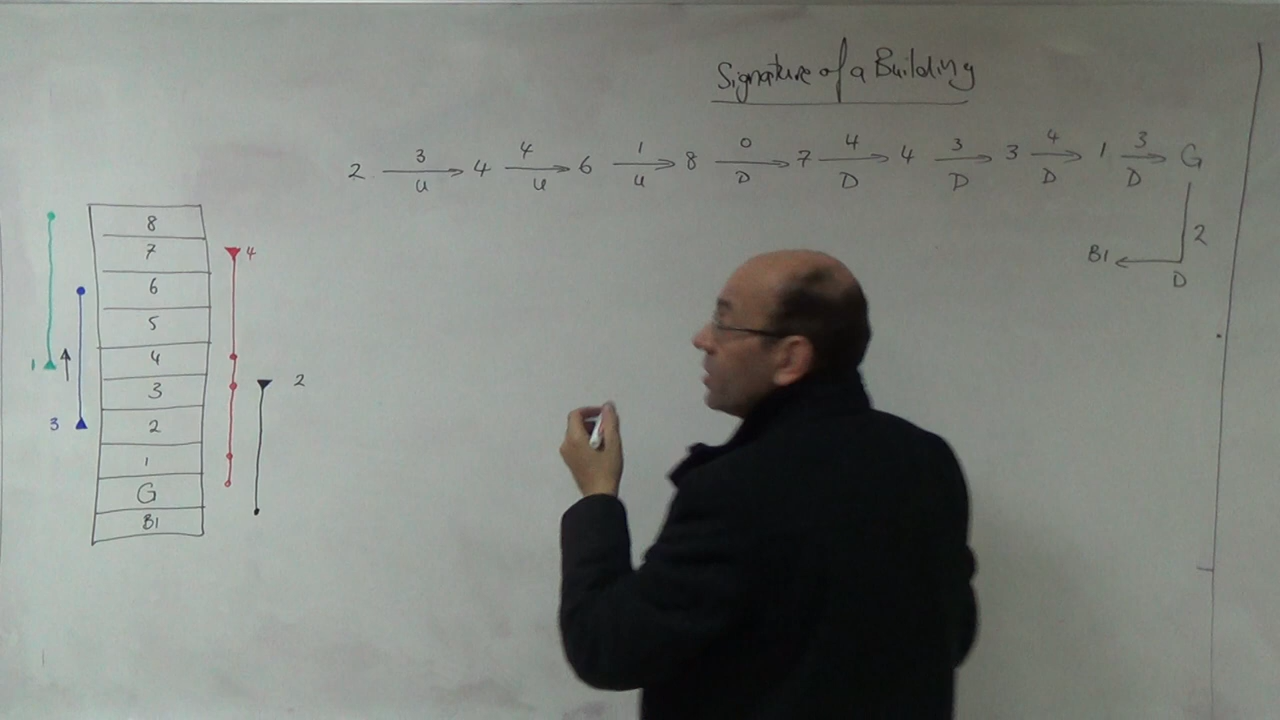 Signature of a Building
2 3 U 4 4 U 6 1 U 8 0 D 7 4 D 4 3 D 3 4 D 1 3 D G
2
B1 D
8
7 4
6
5
1 4
3 2
3 2
1
G
B1